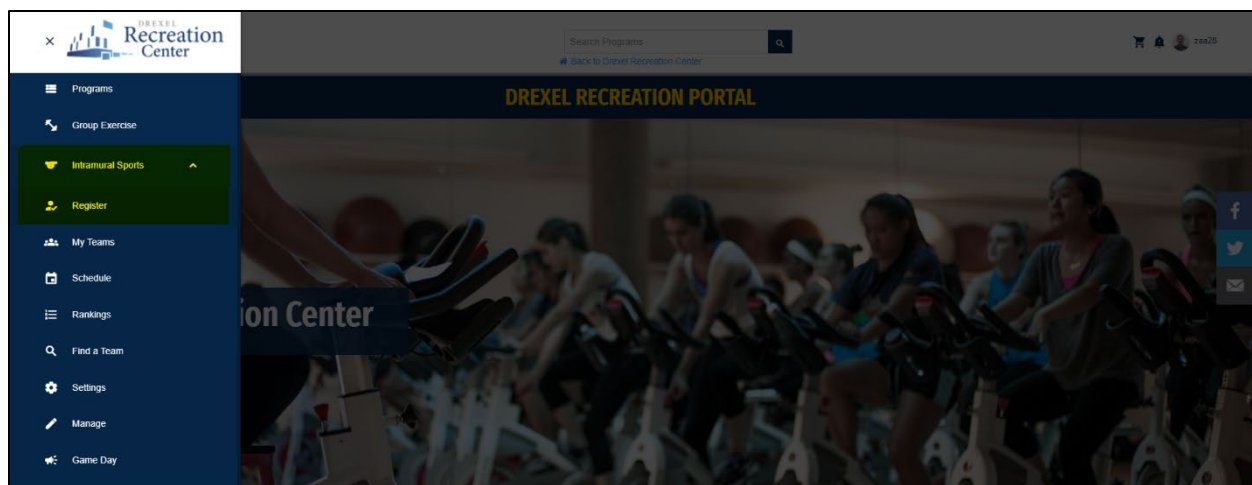 DREXEL
Recreation
Center
Search Programs
Back to Drexel Recreation Center
zaa26
DREXEL RECREATION PORTAL
Programs
Group Exercise
Intramural Sports
Register
My Teams
Schedule
Rankings
ion Center
Find a Team
Settings
Manage
Game Day